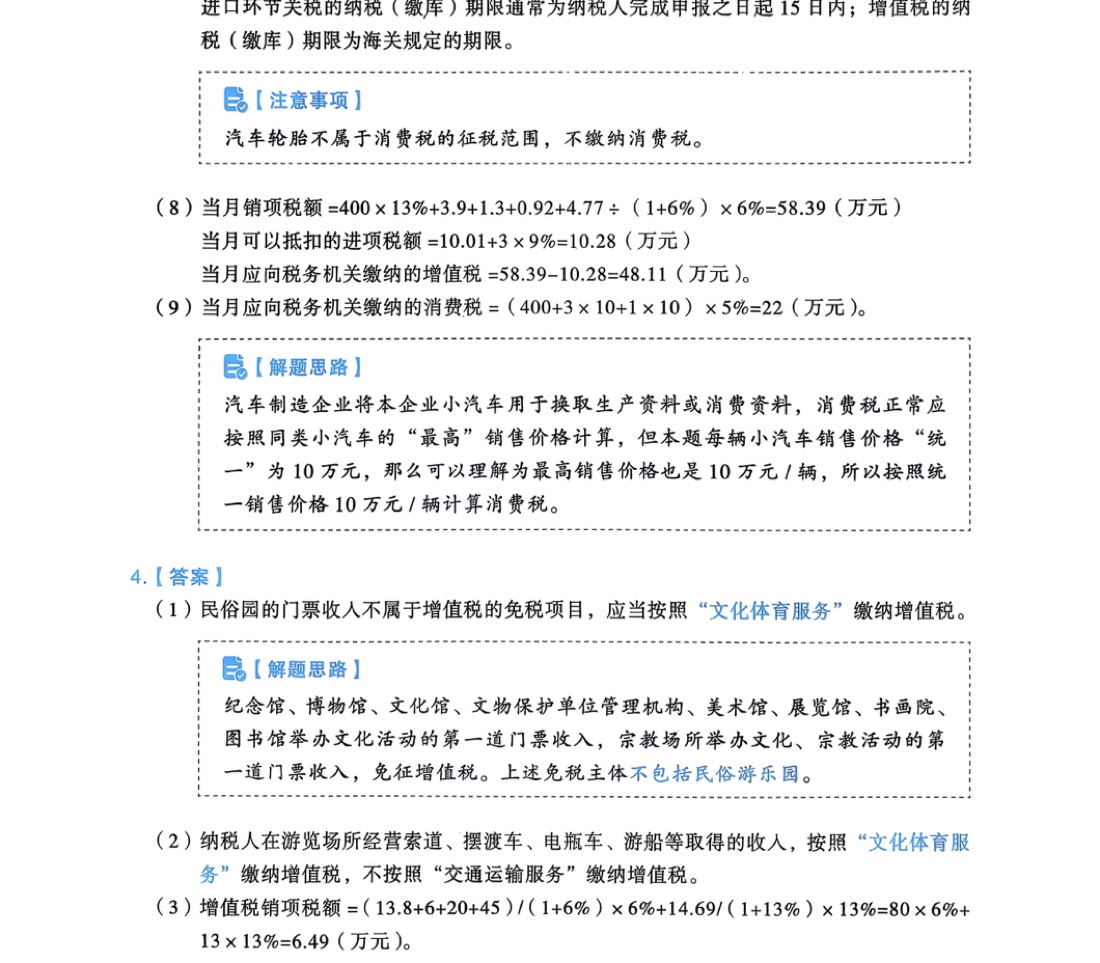 进口环节关税的纳税（缴库）期限通常为纳税人完成申报之日起 15 日内；增值税的纳
税（缴库）期限为海关规定的期限。
【注意事项】
汽车轮胎不属于消费税的征税范围，不缴纳消费税。
（8）当月销项税额 =400×13%+3.9+1.3+0.92+4.77÷（1+6%）×6%=58.39（万元）
当月可以抵扣的进项税额 =10.01+3×9%=10.28（万元）
当月应向税务机关缴纳的增值税 =58.39-10.28=48.11（万元）。
（9）当月应向税务机关缴纳的消费税 =（400+3×10+1×10）×5%=22（万元）。
【解题思路】
汽车制造企业将本企业小汽车用于换取生产资料或消费资料，消费税正常应
按照同类小汽车的“最高”销售价格计算，但本题每辆小汽车销售价格“统
一”为 10 万元，那么可以理解为最高销售价格也是 10 万元 / 辆，所以按照统
一销售价格 10 万元 / 辆计算消费税。
4.【答案】
（1）民俗园的门票收入不属于增值税的免税项目，应当按照“文化体育服务”缴纳增值税。
【解题思路】
纪念馆、博物馆、文化馆、文物保护单位管理机构、美术馆、展览馆、书画院、
图书馆举办文化活动的第一道门票收入，宗教场所举办文化、宗教活动的第
一道门票收入，免征增值税。上述免税主体不包括民俗游乐园。
（2）纳税人在游览场所经营索道、摆渡车、电瓶车、游船等取得的收入，按照“文化体育服
务”缴纳增值税，不按照“交通运输服务”缴纳增值税。
（3）增值税销项税额 =（13.8+6+20+45）/（1+6%）×6%+14.69/（1+13%）×13%=80×6%+
13×13%=6.49（万元）。